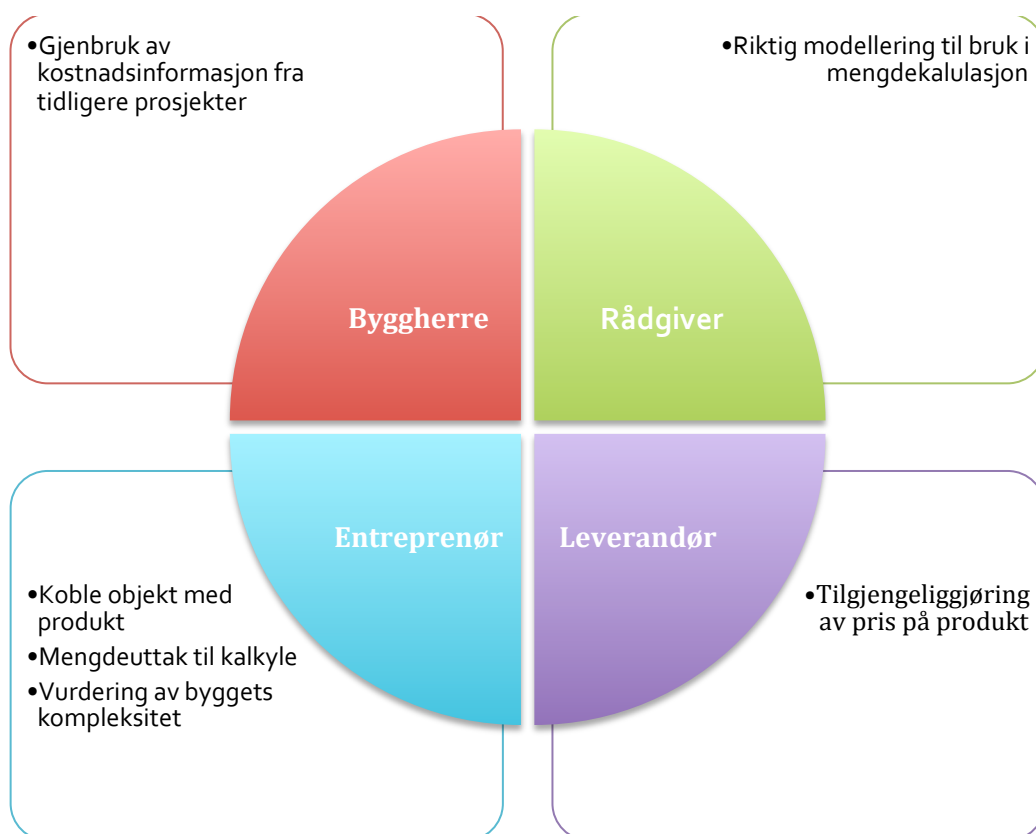 •Gjenbruk av
kostnadsinformasjon fra
tidligere prosjekter
•Riktig modellering til bruk i
mengdekalulasjon
Byggherre
Rådgiver
Entreprenør
Leverandør
•Koble objekt med
produkt
•Mengdeuttak til kalkyle
•Vurdering av byggets
kompleksitet
•Tilgjengeliggjøring
av pris på produkt